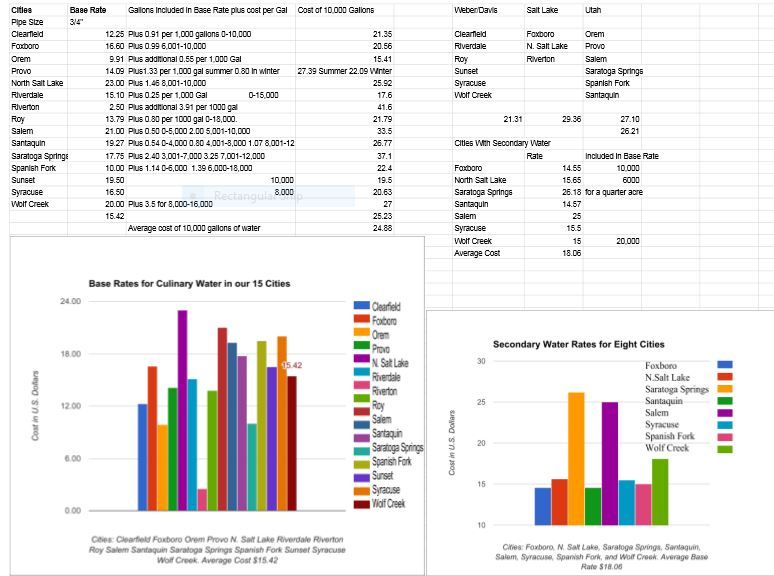 Cities Base Rate Gallons Included in Base Rate plus cost per Gal Cost of 10,000 Gallons
Pipe Size 3/4"
Clearfield 12.25 Plus 0.91 per 1,000 gallons 0-10,000 21.35
Foxboro 16.60 Plus 0.99 6,001-10,000 20.56
Orem 9.91 Plus additional 0.55 per 1,000 Gal 15.41
Provo 14.09 Plus1.33 per 1,000 gal summer 0.80 in winter 27.39 Summer 22.09 Winter
North Salt Lake 23.00 Plus 1.46 8,001-10,000 25.92
Riverdale 15.10 Plus 0.25 per 1,000 Gal 0-15,000 17.6
Riverton 2.50 Plus additional 3.91 per 1000 gal 41.6
Roy 13.79 Plus 0.80 per 1000 gal 0-18,000. 21.79
Salem 21.00 Plus 0.50 0-5,000 2.00 5,001-10,000 33.5
Santaquin 19.27 Plus 0.54 0-4,000 0.80 4,001-8,000 1.07 8,001-12 26.77
Saratoga Springs 17.75 Plus 2.40 3,001-7,000 3.25 7,001-12,000 37.1
Spanish Fork 10.00 Plus 1.14 0-6,000 1.39 6,000-18,000 22.4
Sunset 19.50 10,000 19.5
Syracuse 16.50 8,000 20.63
Rectangular Snip
Wolf Creek 20.00 Plus 3.5 for 8,000-16,000 27
15.42 25.23
Average cost of 10,000 gallons of water 24.88
Weber/Davis Salt Lake Utah
Clearfield Foxboro Orem
Riverdale N. Salt Lake Provo
Roy Riverton Salem
Sunset Saratoga Springs
Syracuse Spanish Fork
Wolf Creek Santaquin
21.31 29.36 27.10
26.21
Cities With Secondary Water
Rate Included in Base Rate
Foxboro 14.55 10,000
North Salt Lake 15.65 6000
Saratoga Springs 26.18 for a quarter acre
Santaquin 14.57
Salem 25
Syracuse 15.5
Wolf Creek 15 20,000
Average Cost 18.06
Base Rates for Culinary Water in our 15 Cities
Cost in U.S. Dollars
24.00
18.00
12.00
6.00
0.00
15.42
Clearfield
Foxboro
Orem
Provo
N. Salt Lake
Riverdale
Riverton
Roy
Salem
Santaquin
Saratoga Springs
Spanish Fork
Sunset
Syracuse
Wolf Creek
Cities: Clearfield Foxboro Orem Provo N. Salt Lake Riverdale Riverton
Roy Salem Santaquin Saratoga Springs Spanish Fork Sunset Syracuse
Wolf Creek. Average Cost $15.42
Secondary Water Rates for Eight Cities
Cost in U.S. Dollars
30
25
20
15
10
Foxboro
N.Salt Lake
Saratoga Springs
Santaquin
Salem
Syracuse
Spanish Fork
Wolf Creek
Cities: Foxboro, N. Salt Lake, Saratoga Springs, Santaquin,
Salem, Syracuse, Spanish Fork, and Wolf Creek. Average Base
Rate $18.06